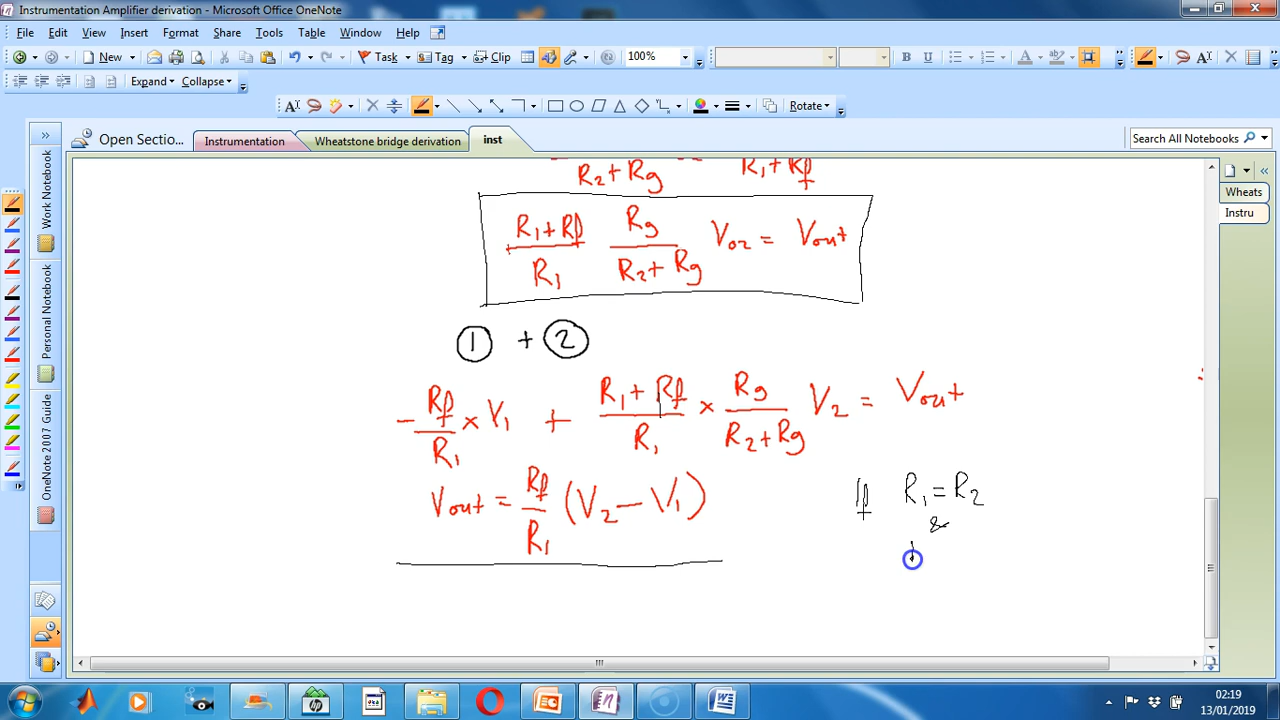 Instrumentation Amplifier derivation - Microsoft Office OneNote
File Edit View Insert Format Share Tools Table Window Help
Back New Task Tag Clip 100% B U
Expand Collapse
Rotate
Open Sectio... Instrumentation Wheatstone bridge derivation inst Search All Notebooks
Wheats
Instru
Work Notebook
Personal Notebook
OneNote 2007 Guide
R2+Rg R1+Rf
R1+Rf Rg Vo2 = Vout
R1 R2+Rg
1 + 2
-Rf/R1 × V1 + (R1+Rf)/R1 × Rg/(R2+Rg) V2 = Vout
Vout = Rf/R1 (V2 - V1)
If R1 = R2
&
02:19
13/01/2019